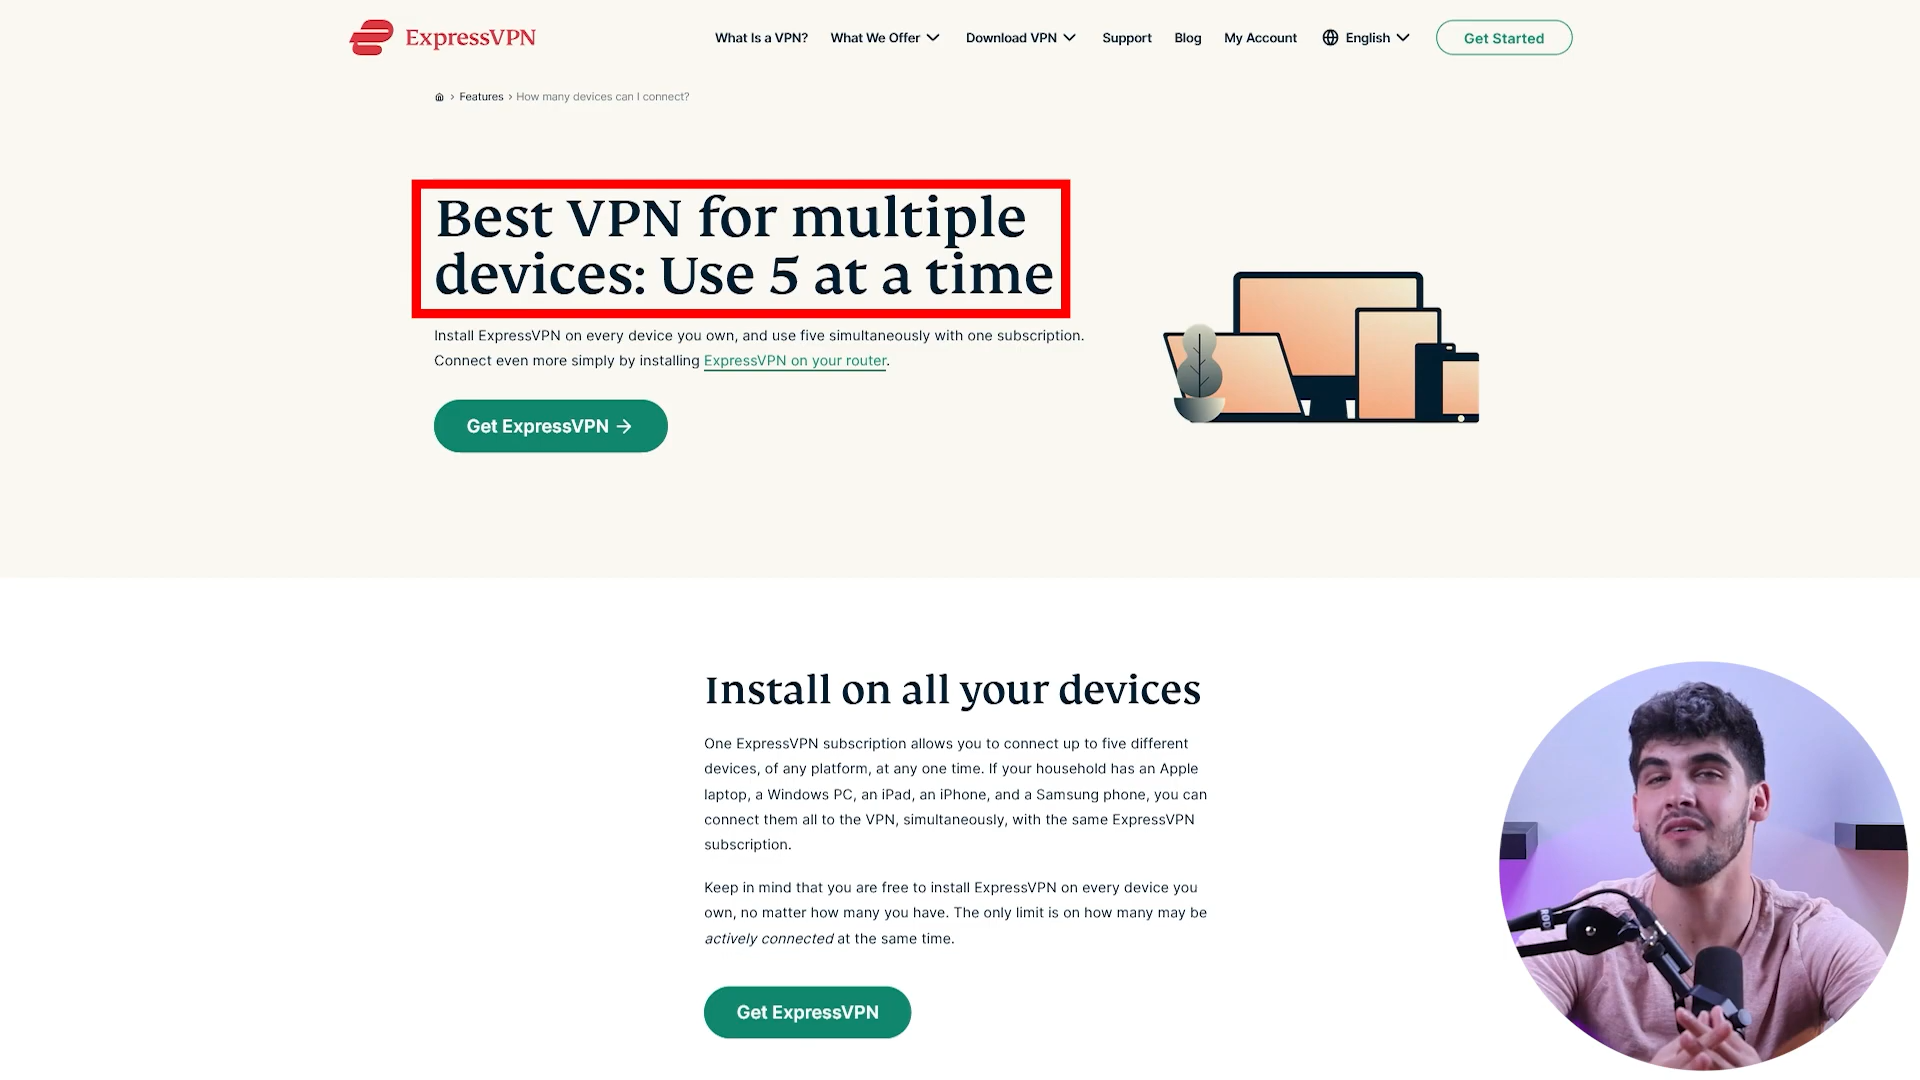 ExpressVPN
What Is a VPN?
What We Offer
Download VPN
Support
Blog
My Account
English
Get Started
Features
How many devices can I connect?
Best VPN for multiple
devices: Use 5 at a time
Install ExpressVPN on every device you own, and use five simultaneously with one subscription.
Connect even more simply by installing ExpressVPN on your router.
Get ExpressVPN →
Install on all your devices
One ExpressVPN subscription allows you to connect up to five different
devices, of any platform, at any one time. If your household has an Apple
laptop, a Windows PC, an iPad, an iPhone, and a Samsung phone, you can
connect them all to the VPN, simultaneously, with the same ExpressVPN
subscription.
Keep in mind that you are free to install ExpressVPN on every device you
own, no matter how many you have. The only limit is on how many may be
actively connected at the same time.
Get ExpressVPN